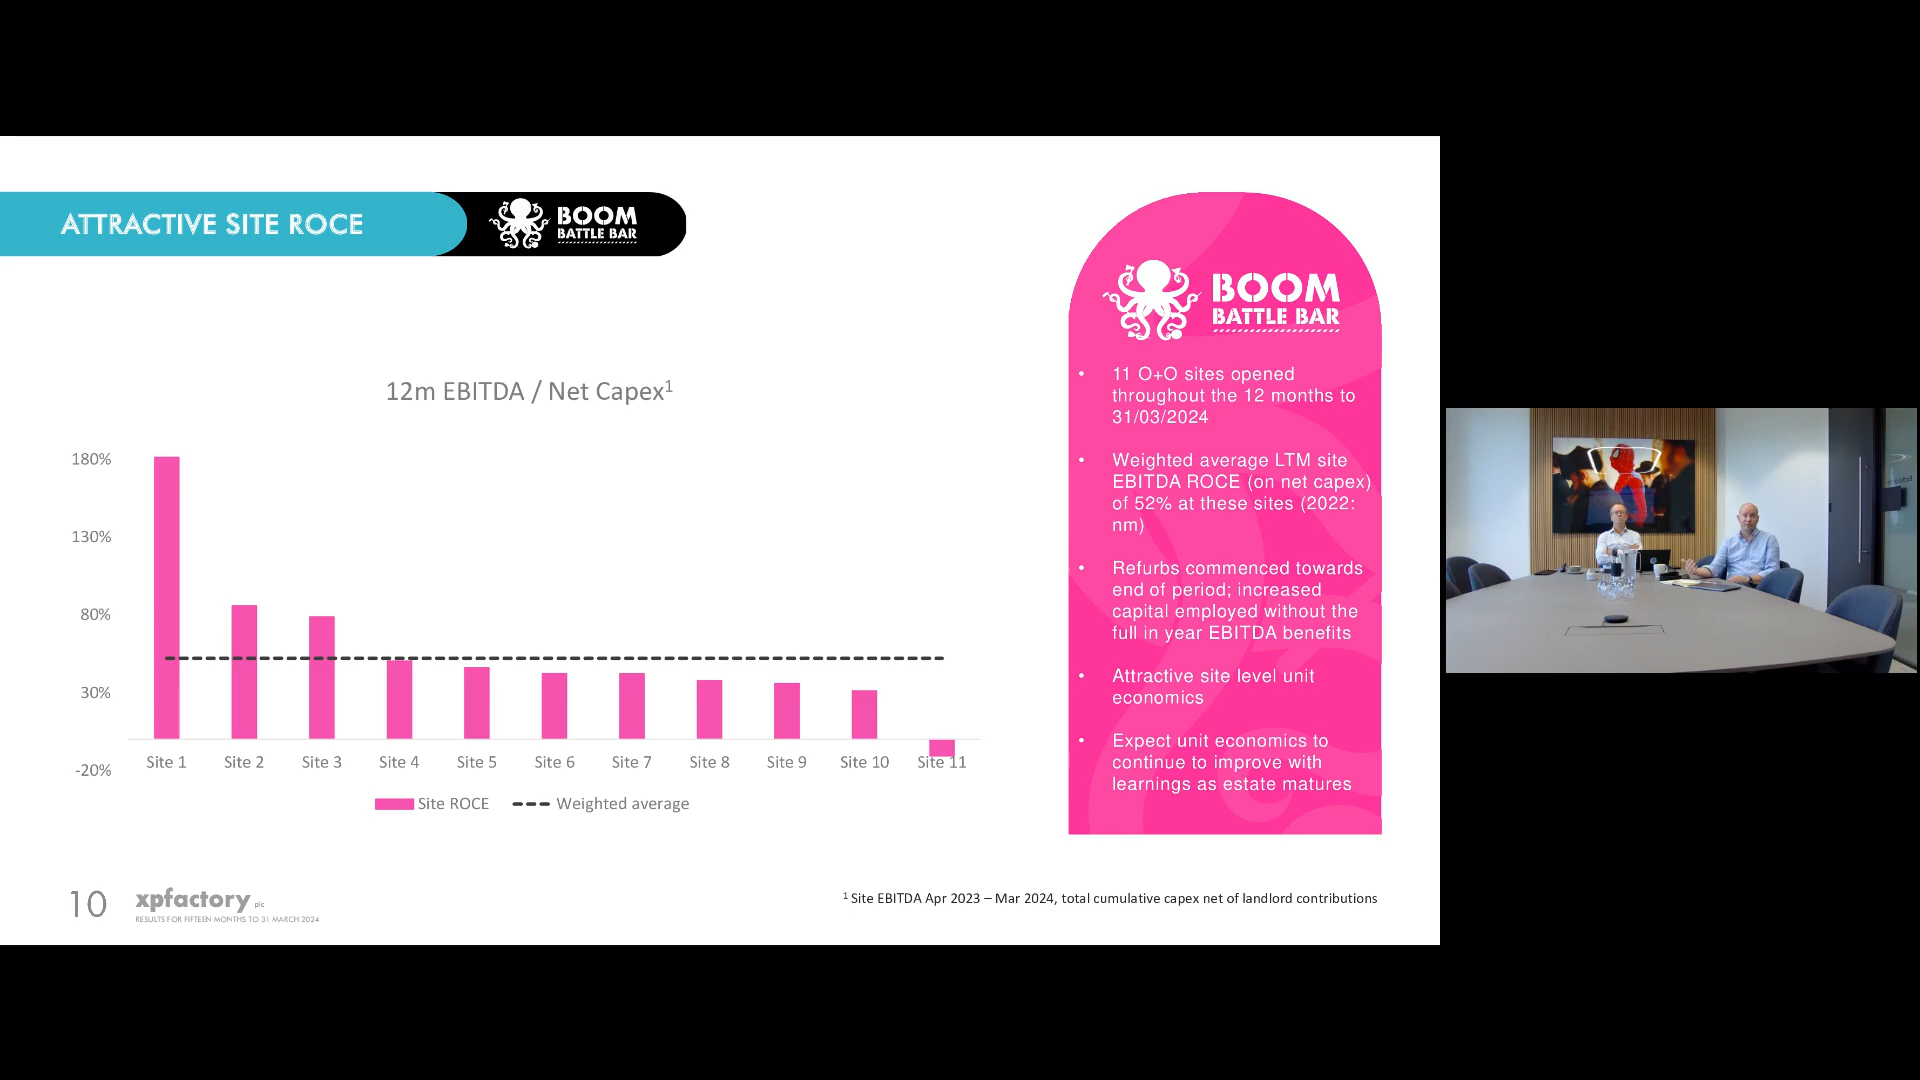 ATTRACTIVE SITE ROCE
BOOM
BATTLE BAR
12m EBITDA / Net Capex¹
180%
130%
80%
30%
-20%
Site 1 Site 2 Site 3 Site 4 Site 5 Site 6 Site 7 Site 8 Site 9 Site 10 Site 11
Site ROCE Weighted average
BOOM
BATTLE BAR
• 11 O+O sites opened
throughout the 12 months to
31/03/2024
• Weighted average LTM site
EBITDA ROCE (on net capex)
of 52% at these sites (2022:
nm)
• Refurbs commenced towards
end of period; increased
capital employed without the
full in year EBITDA benefits
• Attractive site level unit
economics
• Expect unit economics to
continue to improve with
learnings as estate matures
10
xpfactory plc
RESULTS FOR FIFTEEN MONTHS TO 31 MARCH 2024
¹ Site EBITDA Apr 2023 – Mar 2024, total cumulative capex net of landlord contributions